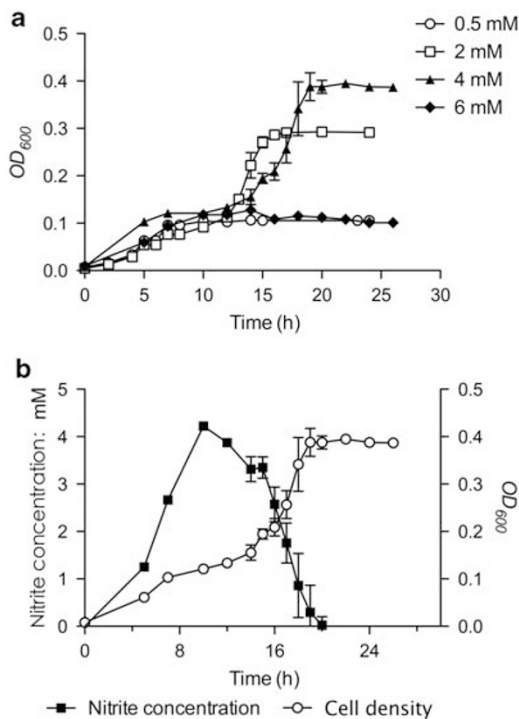 a
0.5 mM
2 mM
4 mM
6 mM
OD600
0.5
0.4
0.3
0.2
0.1
0.0
0 5 10 15 20 25 30
Time (h)
b
Nitrite concentration: mM
5
4
3
2
1
0
0.5
0.4
0.3
0.2
0.1
0.0
OD600
0 8 16 24
Time (h)
Nitrite concentration Cell density